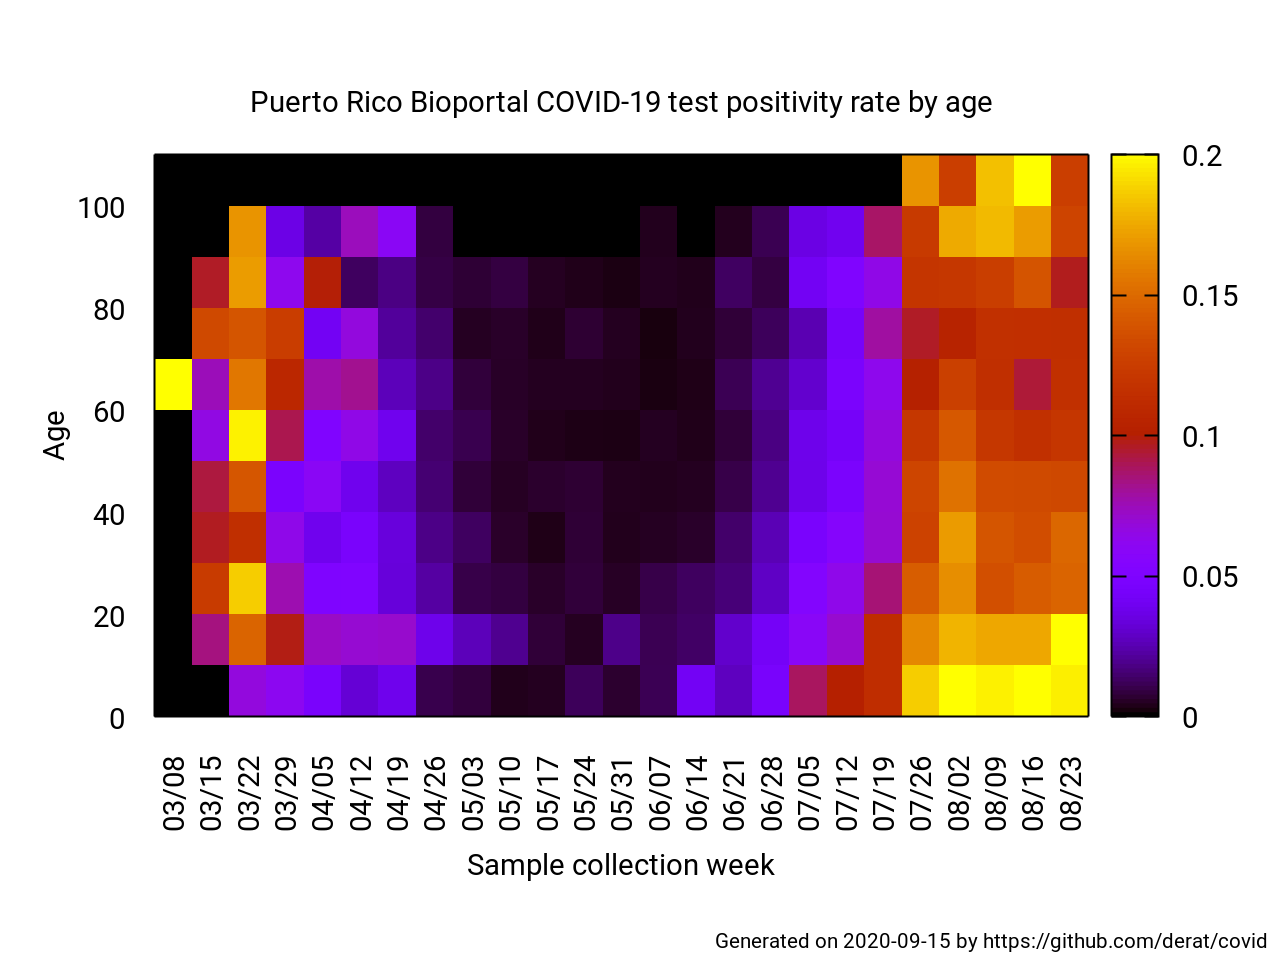 Puerto Rico Bioportal COVID-19 test positivity rate by age
0.2
100
80
0.15
60
Age
0.1
40
0.05
20
0
0
03/08 03/15 03/22 03/29 04/05 04/12 04/19 04/26 05/03 05/10 05/17 05/24 05/31 06/07 06/14 06/21 06/28 07/05 07/12 07/19 07/26 08/02 08/09 08/16 08/23
Sample collection week
Generated on 2020-09-15 by https://github.com/derat/covid